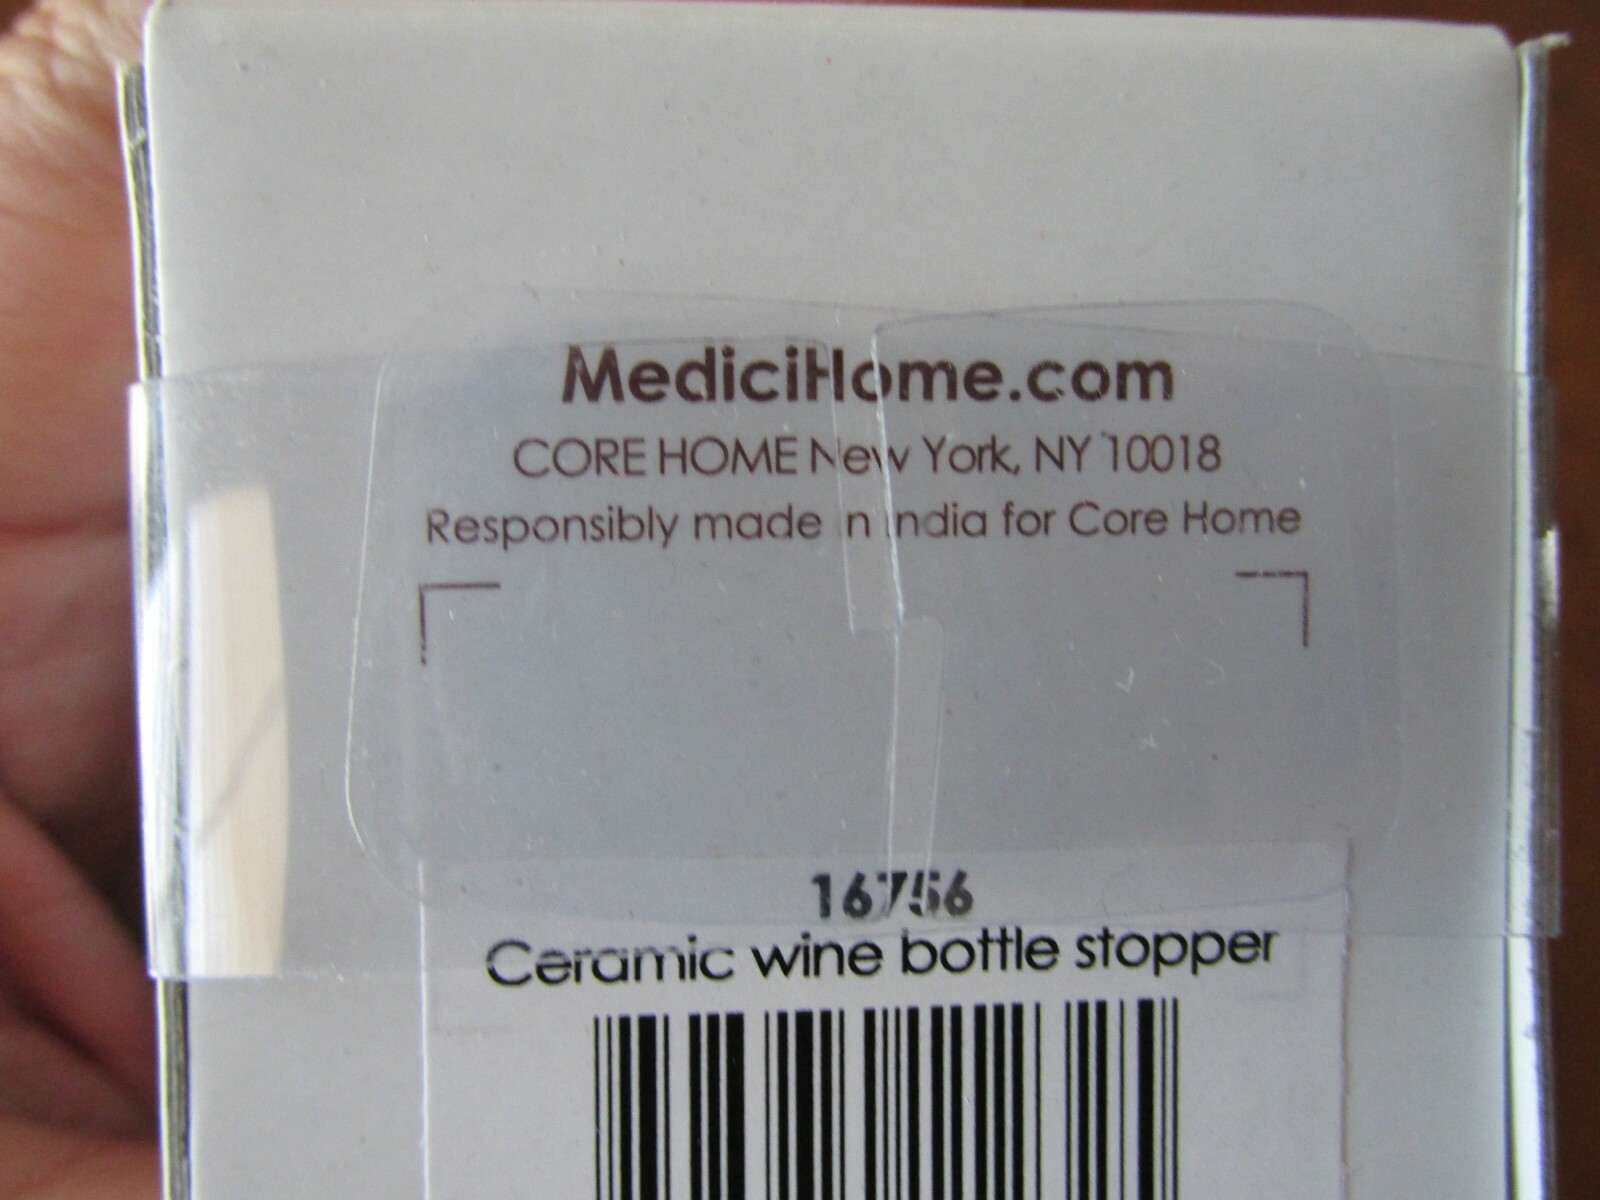 MediciHome.com
CORE HOME New York, NY 10018
Responsibly made in India for Core Home
16756
Ceramic wine bottle stopper